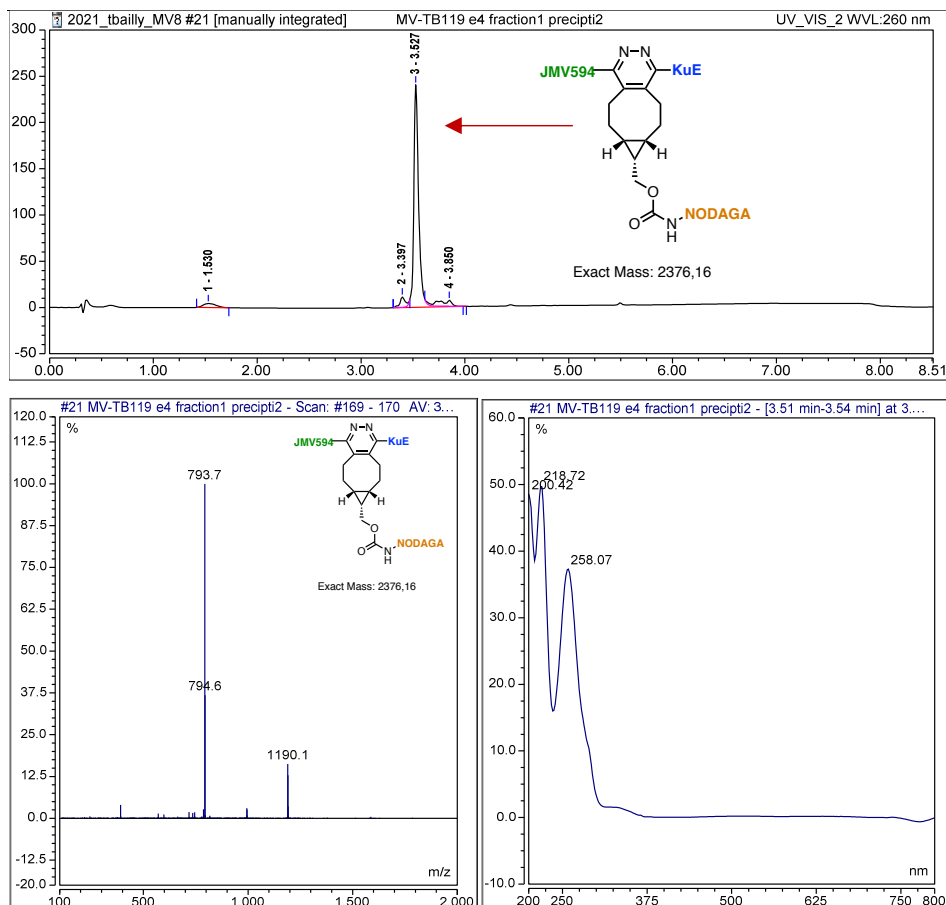 2021_tbailly_MV8 #21 [manually integrated] MV-TB119 e4 fraction1 precipti2 UV_VIS_2 WVL:260 nm
300
250
200
150
100
50
0
-50
1 - 1.530
2 - 3.397
3 - 3.527
4 - 3.850
N N
JMV594 KuE
H H
O
O N NODAGA
H
Exact Mass: 2376,16
0.00 1.00 2.00 3.00 4.00 5.00 6.00 7.00 8.00 8.51
#21 MV-TB119 e4 fraction1 precipti2 - Scan: #169 - 170 AV: 3...
%
120.0
112.5
100.0
87.5
75.0
62.5
50.0
37.5
25.0
12.5
0.0
-12.5
-20.0
793.7
794.6
1190.1
N N
JMV594 KuE
H H
O
O N NODAGA
H
Exact Mass: 2376,16
m/z
100 500 1.000 1.500 2.000
#21 MV-TB119 e4 fraction1 precipti2 - [3.51 min-3.54 min] at 3....
%
60.0
50.0
40.0
30.0
20.0
10.0
0.0
-10.0
218.72
200.42
258.07
nm
200 250 375 500 625 750 800